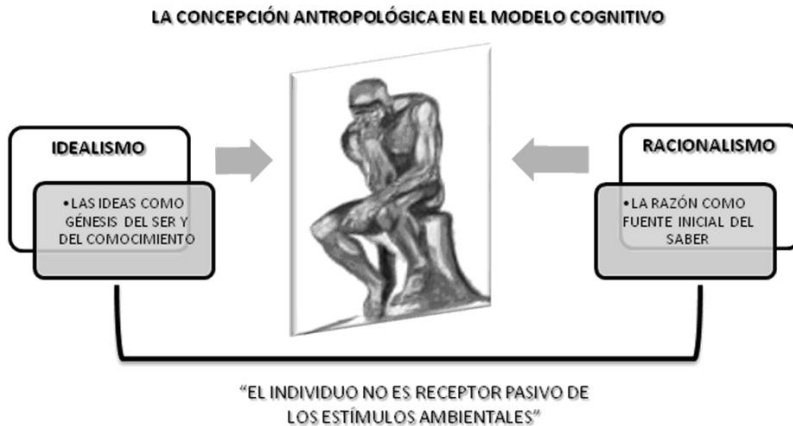 LA CONCEPCIÓN ANTROPOLÓGICA EN EL MODELO COGNITIVO
IDEALISMO
•LAS IDEAS COMO
GÉNESIS DEL SER Y
DEL COMOCIMIENTO
RACIONALISMO
•LA RAZÓN COMO
FUENTE INICIAL DEL
SABER
“EL INDIVIDUO NO ES RECEPTOR PASIVO DE
LOS ESTÍMULOS AMBIENTALES”